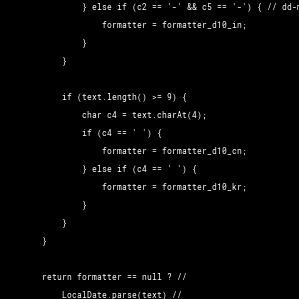 } else if (c2 == '-' && c5 == '-') { // dd-m
formatter = formatter_d10_in;
}
}
if (text.length() >= 9) {
char c4 = text.charAt(4);
if (c4 == ' ') {
formatter = formatter_d10_cn;
} else if (c4 == ' ') {
formatter = formatter_d10_kr;
}
}
}
return formatter == null ? //
LocalDate.parse(text) //